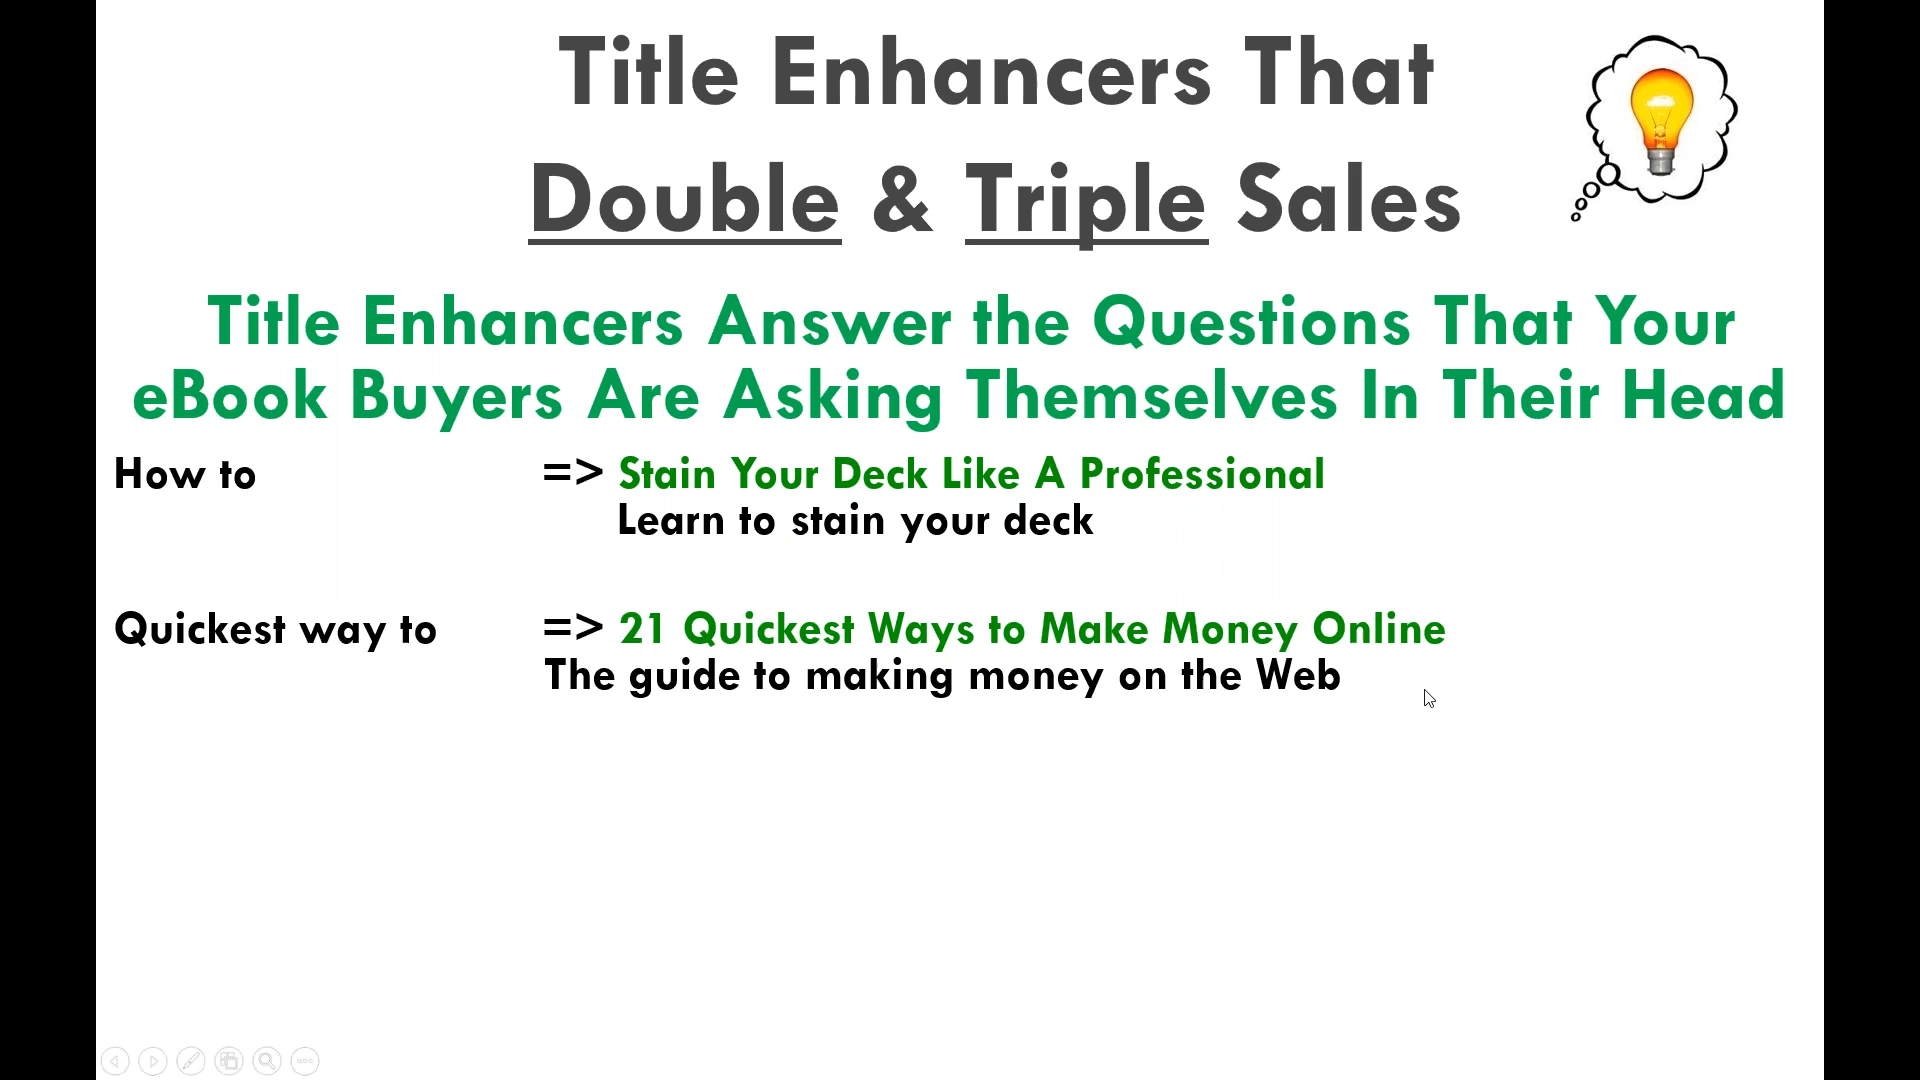 Title Enhancers That
Double & Triple Sales
Title Enhancers Answer the Questions That Your
eBook Buyers Are Asking Themselves In Their Head
How to => Stain Your Deck Like A Professional
Learn to stain your deck
Quickest way to => 21 Quickest Ways to Make Money Online
The guide to making money on the Web